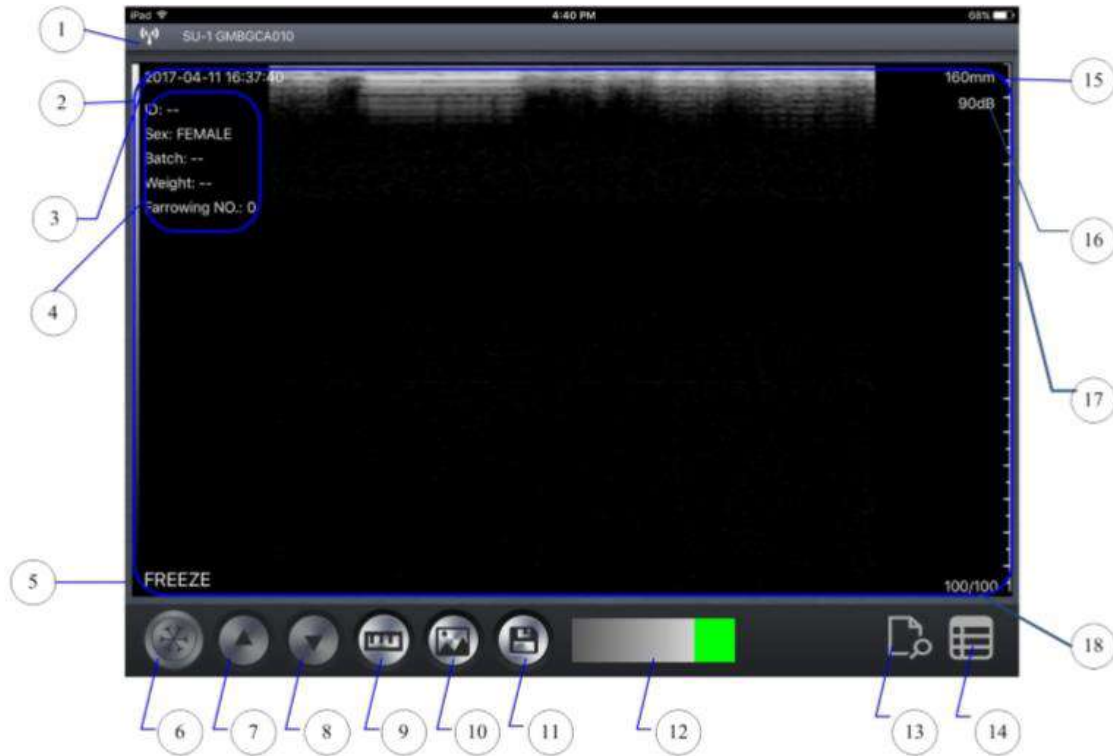 iPad 4:40 PM 68%
1
SU-1 GMBGCA010
2017-04-11 16:37:40
160mm
15
2
ID: --
90dB
Sex: FEMALE
Batch: --
Weight: --
3
Farrowing NO.: 0
16
4
17
5
FREEZE
100/100 1
18
6 7 8 9 10 11 12 13 14